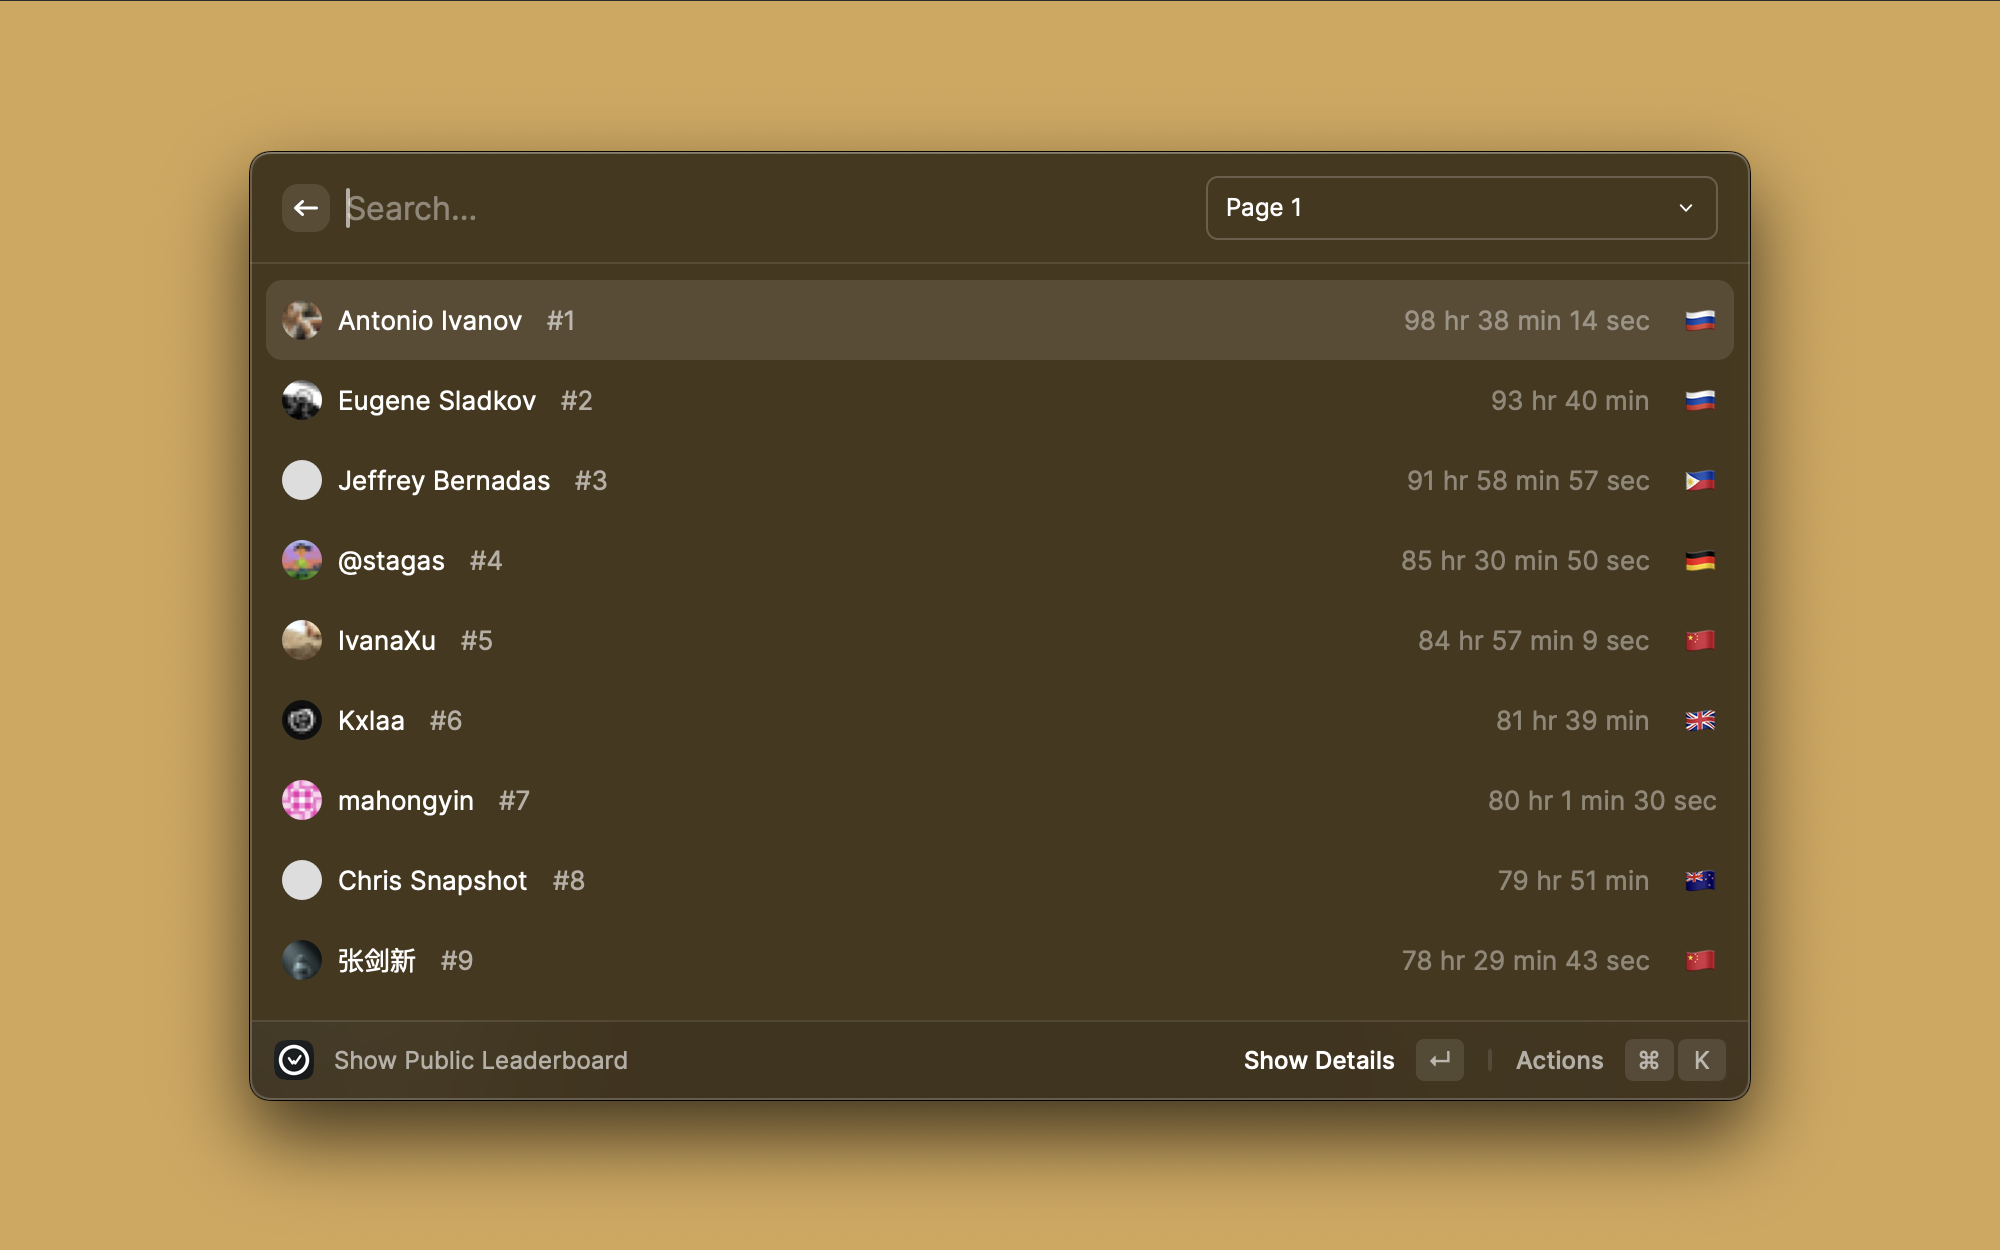 Search...
Page 1
Antonio Ivanov #1 98 hr 38 min 14 sec
Eugene Sladkov #2 93 hr 40 min
Jeffrey Bernadas #3 91 hr 58 min 57 sec
@stagas #4 85 hr 30 min 50 sec
IvanaXu #5 84 hr 57 min 9 sec
Kxlaa #6 81 hr 39 min
mahongyin #7 80 hr 1 min 30 sec
Chris Snapshot #8 79 hr 51 min
张剑新 #9 78 hr 29 min 43 sec
Show Public Leaderboard Show Details ↵ Actions ⌘ K